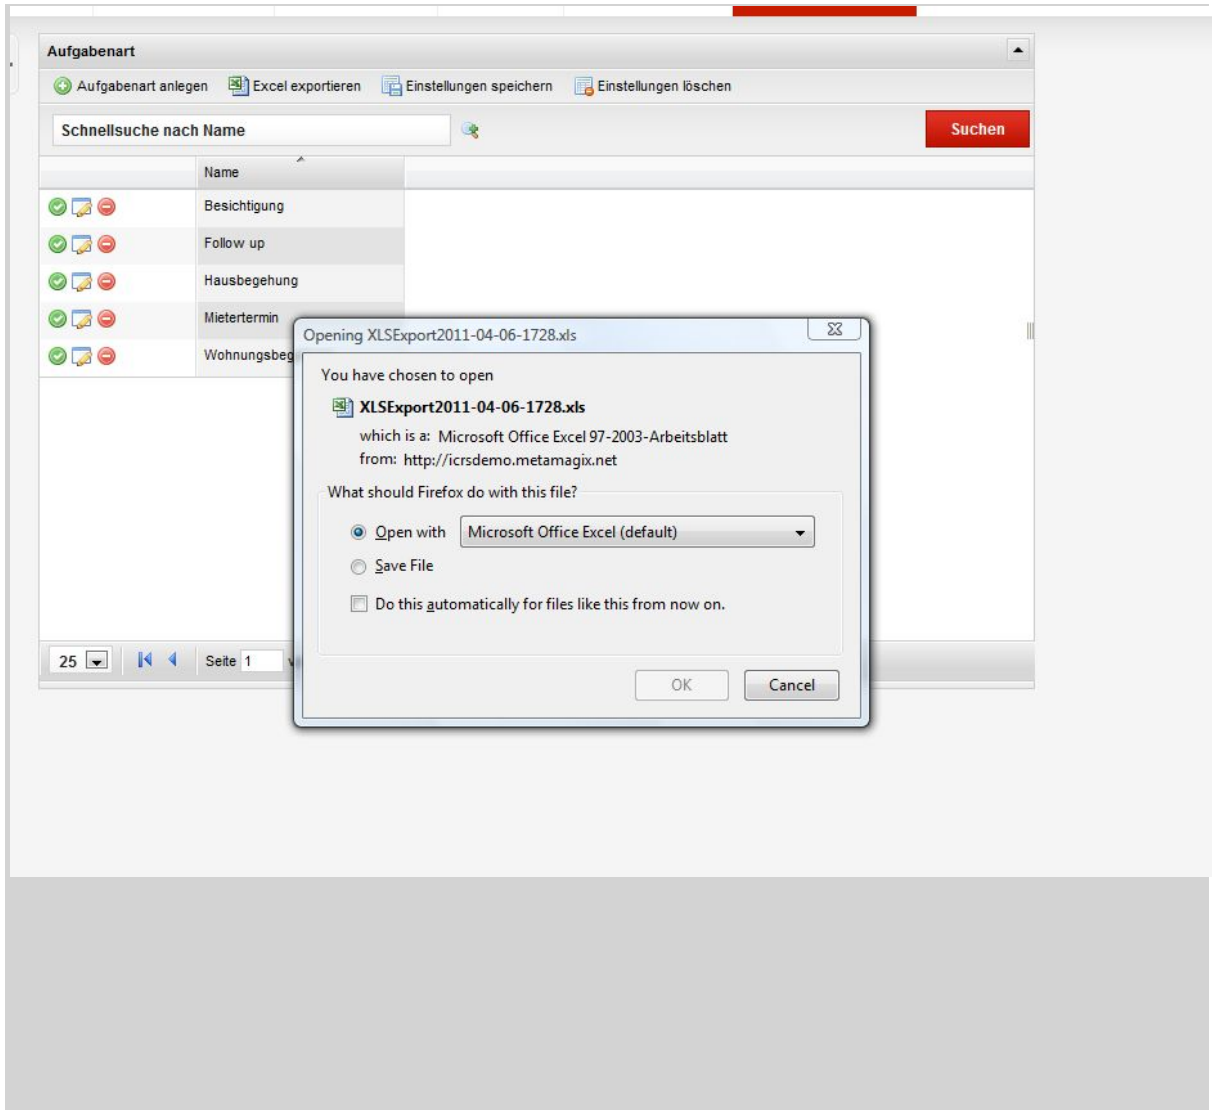 Aufgabenart
Aufgabenart anlegen Excel exportieren Einstellungen speichern Einstellungen löschen
Schnellsuche nach Name Suchen
Name
Besichtigung
Follow up
Hausbegehung
Mietertermin
Opening XLSExport2011-04-06-1728.xls
You have chosen to open
XLSExport2011-04-06-1728.xls
which is a: Microsoft Office Excel 97-2003-Arbeitsblatt
from: http://icrsdemo.metamagix.net
What should Firefox do with this file?
Open with Microsoft Office Excel (default)
Save File
Do this automatically for files like this from now on.
OK Cancel
25 Seite 1